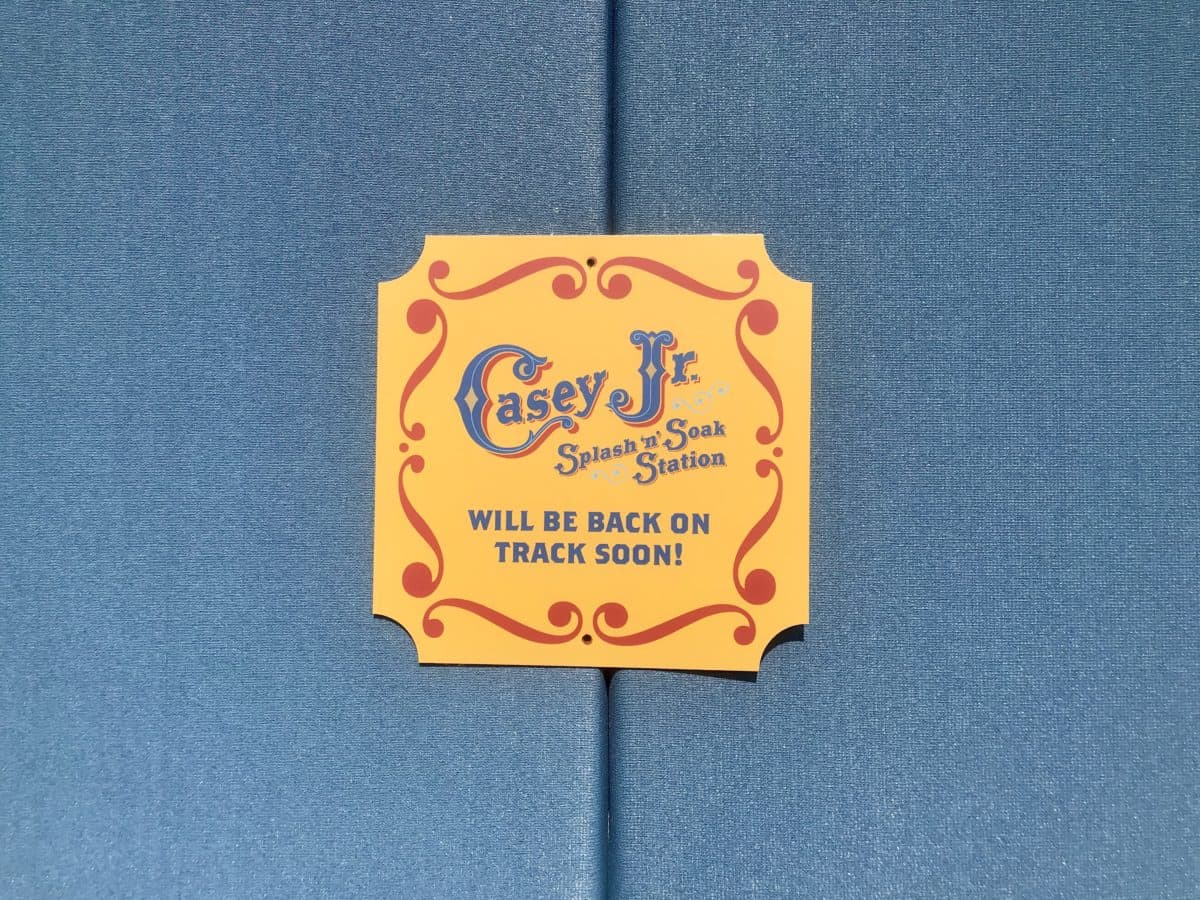 Casey Jr.
Splash 'n' Soak
Station
WILL BE BACK ON
TRACK SOON!